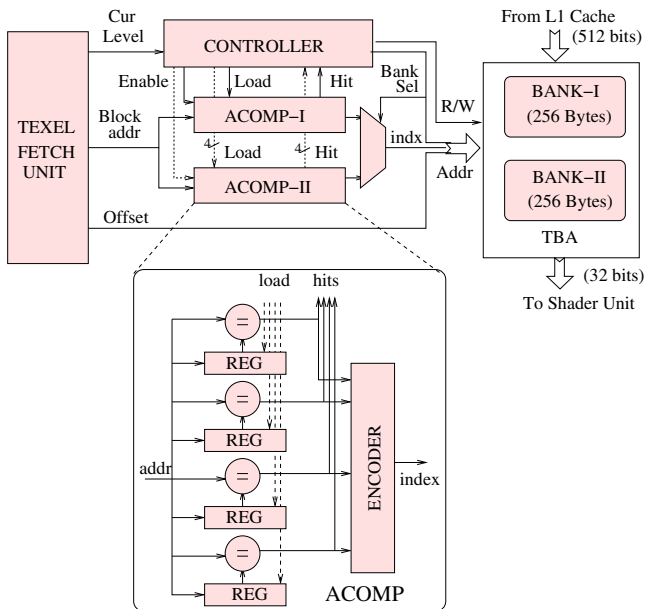 Cur
Level
CONTROLLER
From L1 Cache
(512 bits)
Enable
Load
Hit
Bank
Sel
R/W
BANK−I
(256 Bytes)
TEXEL
FETCH
UNIT
Block
addr
ACOMP−I
4
Load
4
Hit
indx
Addr
ACOMP−II
BANK−II
(256 Bytes)
TBA
Offset
(32 bits)
To Shader Unit
load
hits
=
REG
=
REG
addr
=
REG
=
REG
ENCODER
index
ACOMP